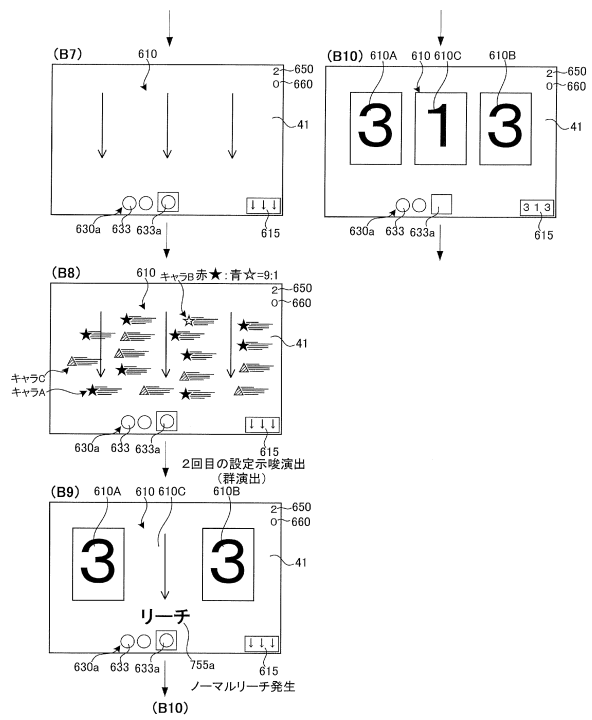 (B7)
610
2
650
0
660
41
630a
633
633a
615
(B8)
610
キャラB
赤★:青☆=9:1
2
650
0
660
41
キャラC
キャラA
630a
633
633a
615
2回目の設定示唆演出
(群演出)
(B9)
610A
610
610C
610B
2
650
0
660
3
3
41
リーチ
630a
633
633a
755a
615
ノーマルリーチ発生
(B10)
(B10)
610A
610
610C
610B
2
650
0
660
3
1
3
41
3 1 3
630a
633
633a
615